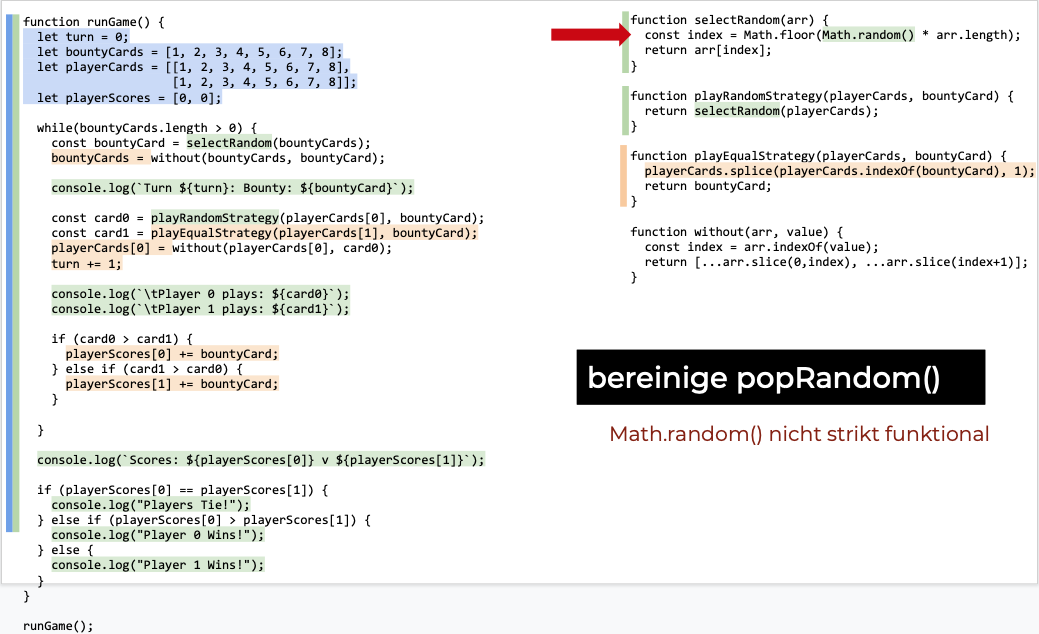 function runGame() {
  let turn = 0;
  let bountyCards = [1, 2, 3, 4, 5, 6, 7, 8];
  let playerCards = [[1, 2, 3, 4, 5, 6, 7, 8],
                     [1, 2, 3, 4, 5, 6, 7, 8]];
  let playerScores = [0, 0];

  while(bountyCards.length > 0) {
    const bountyCard = selectRandom(bountyCards);
    bountyCards = without(bountyCards, bountyCard);

    console.log(`Turn ${turn}: Bounty: ${bountyCard}`);

    const card0 = playRandomStrategy(playerCards[0], bountyCard);
    const card1 = playEqualStrategy(playerCards[1], bountyCard);
    playerCards[0] = without(playerCards[0], card0);
    turn += 1;

    console.log(`\tPlayer 0 plays: ${card0}`);
    console.log(`\tPlayer 1 plays: ${card1}`);

    if (card0 > card1) {
      playerScores[0] += bountyCard;
    } else if (card1 > card0) {
      playerScores[1] += bountyCard;
    }

  }

  console.log(`Scores: ${playerScores[0]} v ${playerScores[1]}`);

  if (playerScores[0] == playerScores[1]) {
    console.log("Players Tie!");
  } else if (playerScores[0] > playerScores[1]) {
    console.log("Player 0 Wins!");
  } else {
    console.log("Player 1 Wins!");
  }
}

runGame();

function selectRandom(arr) {
  const index = Math.floor(Math.random() * arr.length);
  return arr[index];
}

function playRandomStrategy(playerCards, bountyCard) {
  return selectRandom(playerCards);
}

function playEqualStrategy(playerCards, bountyCard) {
  playerCards.splice(playerCards.indexOf(bountyCard), 1);
  return bountyCard;
}

function without(arr, value) {
  const index = arr.indexOf(value);
  return [...arr.slice(0,index), ...arr.slice(index+1)];
}

bereinige popRandom()
Math.random() nicht strikt funktional